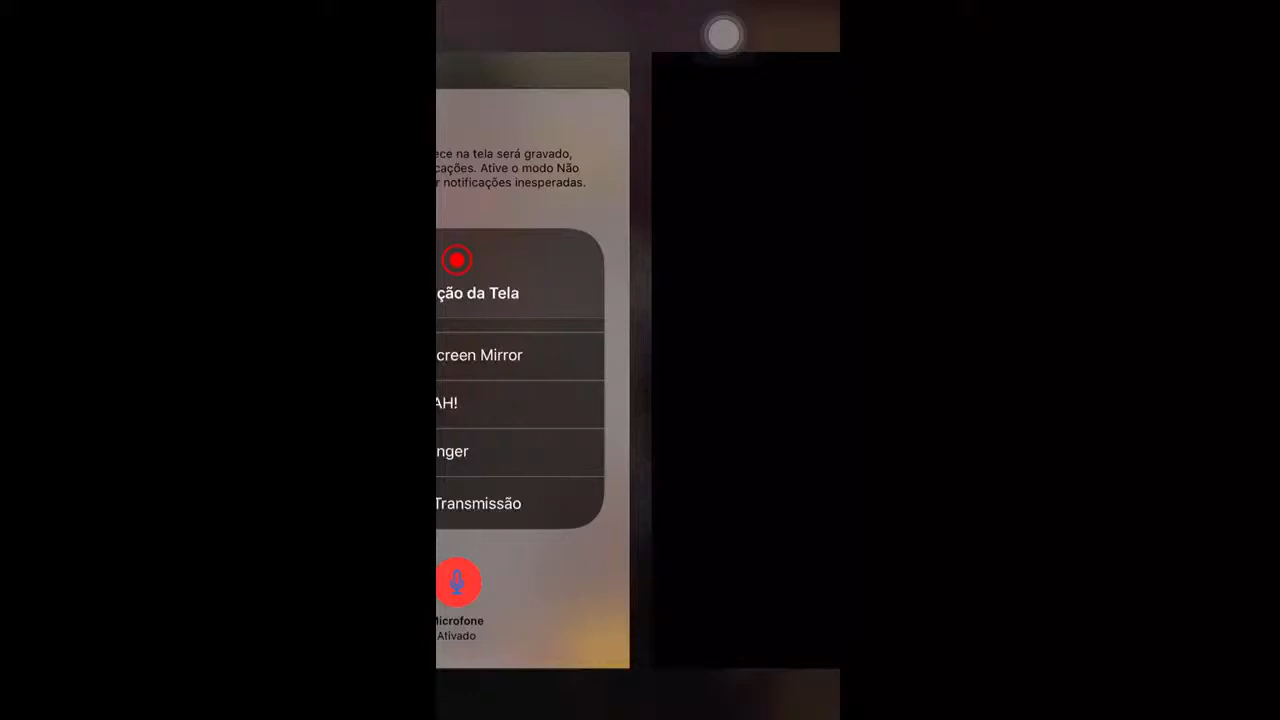 ece na tela será gravado,
cações. Ative o modo Não
r notificações inesperadas.
ção da Tela
creen Mirror
AH!
nger
Transmissão
Microfone
Ativado